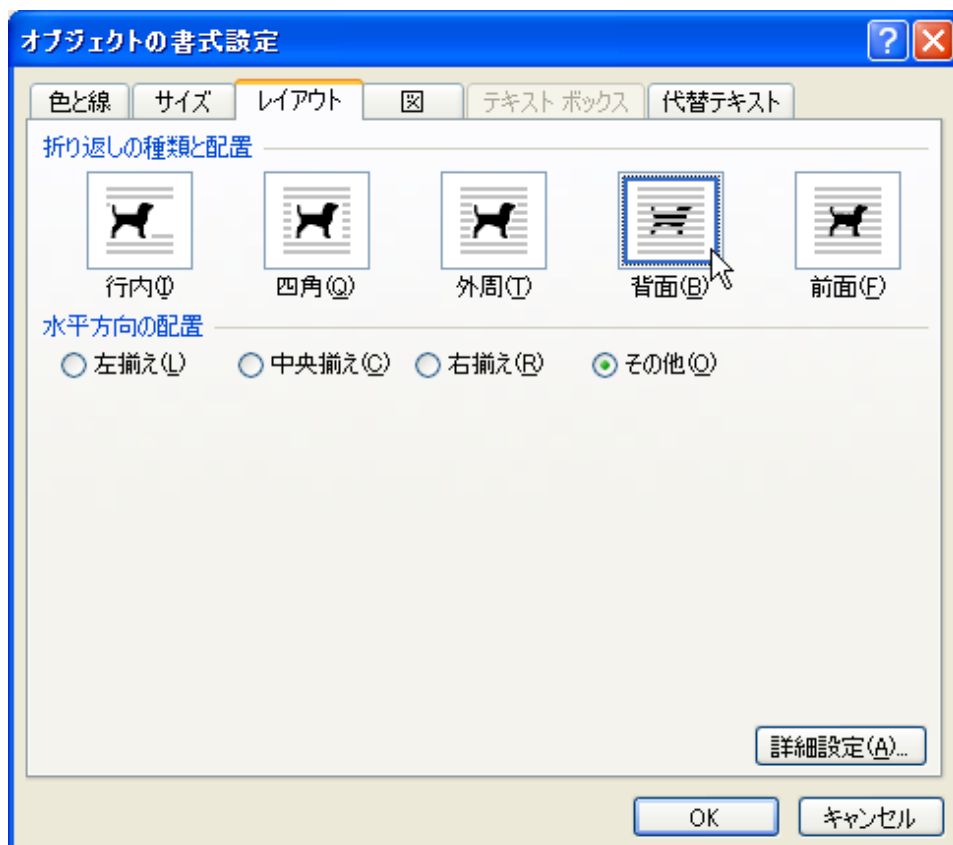 オブジェクトの書式設定
色と線 サイズ レイアウト 図 テキスト ボックス 代替テキスト
折り返しの種類と配置
行内(I) 四角(Q) 外周(T) 背面(B) 前面(F)
水平方向の配置
左揃え(L) 中央揃え(C) 右揃え(R) その他(O)
詳細設定(A)...
OK キャンセル